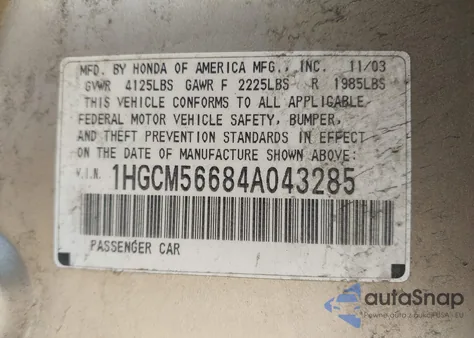 MFD. BY HONDA OF AMERICA MFG., INC. 11/03
GVWR 4125LBS GAWR F 2225LBS R 1985LBS
THIS VEHICLE CONFORMS TO ALL APPLICABLE
FEDERAL MOTOR VEHICLE SAFETY, BUMPER,
AND THEFT PREVENTION STANDARDS IN EFFECT
ON THE DATE OF MANUFACTURE SHOWN ABOVE:
V.I.N. 1HGCM56684A043285
PASSENGER CAR
autoSnap